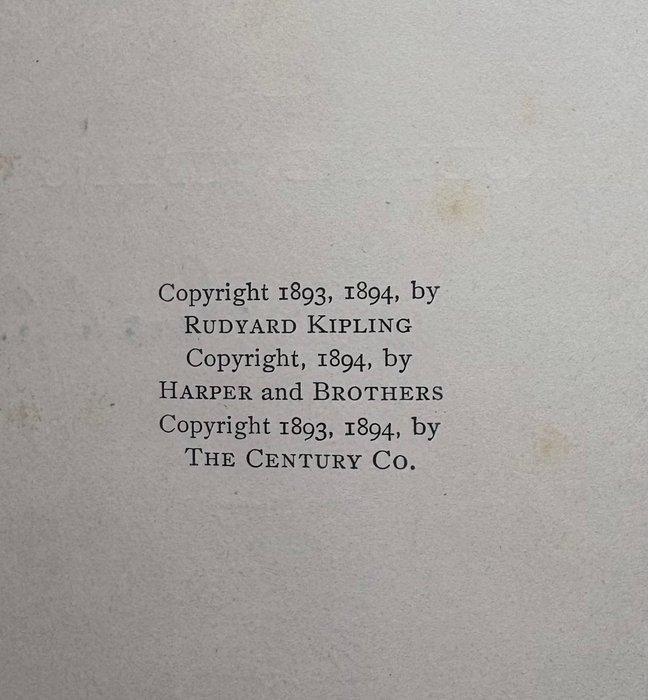 Copyright 1893, 1894, by
RUDYARD KIPLING
Copyright, 1894, by
HARPER and BROTHERS
Copyright 1893, 1894, by
THE CENTURY CO.